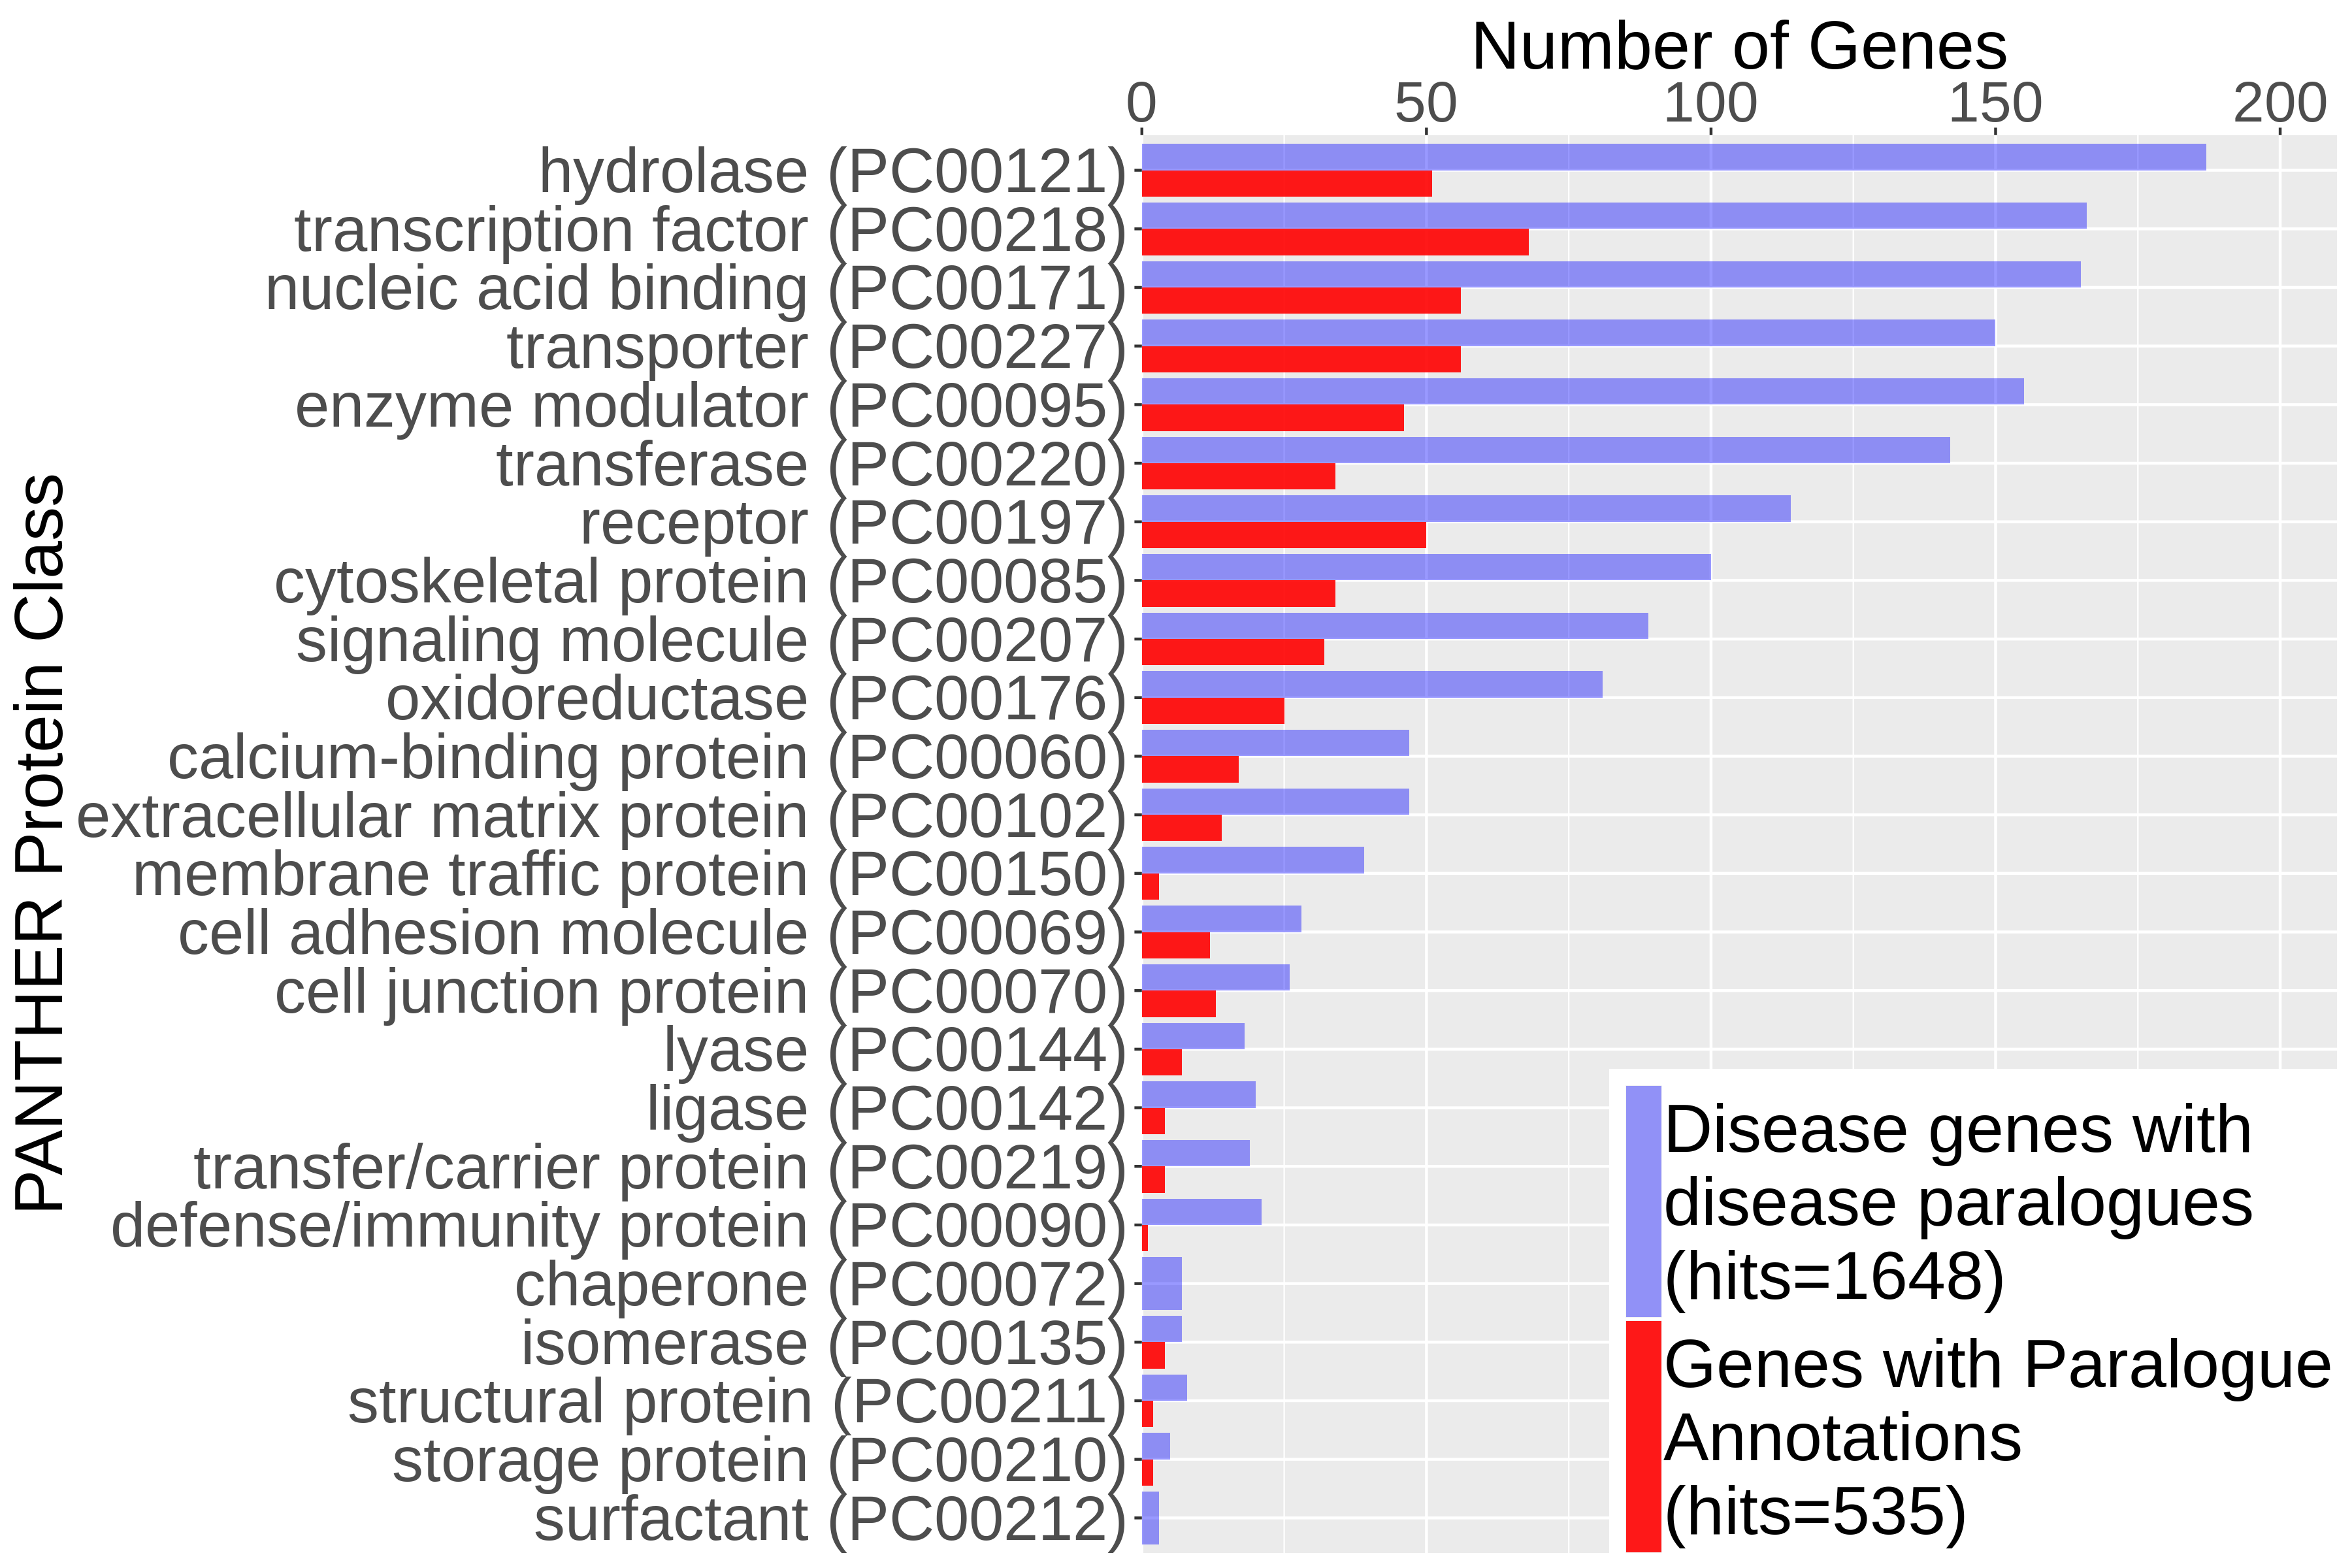 Number of Genes
0 50 100 150 200
hydrolase (PC00121)
transcription factor (PC00218)
nucleic acid binding (PC00171)
transporter (PC00227)
enzyme modulator (PC00095)
transferase (PC00220)
receptor (PC00197)
cytoskeletal protein (PC00085)
signaling molecule (PC00207)
oxidoreductase (PC00176)
calcium-binding protein (PC00060)
extracellular matrix protein (PC00102)
membrane traffic protein (PC00150)
cell adhesion molecule (PC00069)
cell junction protein (PC00070)
lyase (PC00144)
ligase (PC00142)
transfer/carrier protein (PC00219)
defense/immunity protein (PC00090)
chaperone (PC00072)
isomerase (PC00135)
structural protein (PC00211)
storage protein (PC00210)
surfactant (PC00212)
PANTHER Protein Class
Disease genes with
disease paralogues
(hits=1648)
Genes with Paralogue
Annotations
(hits=535)